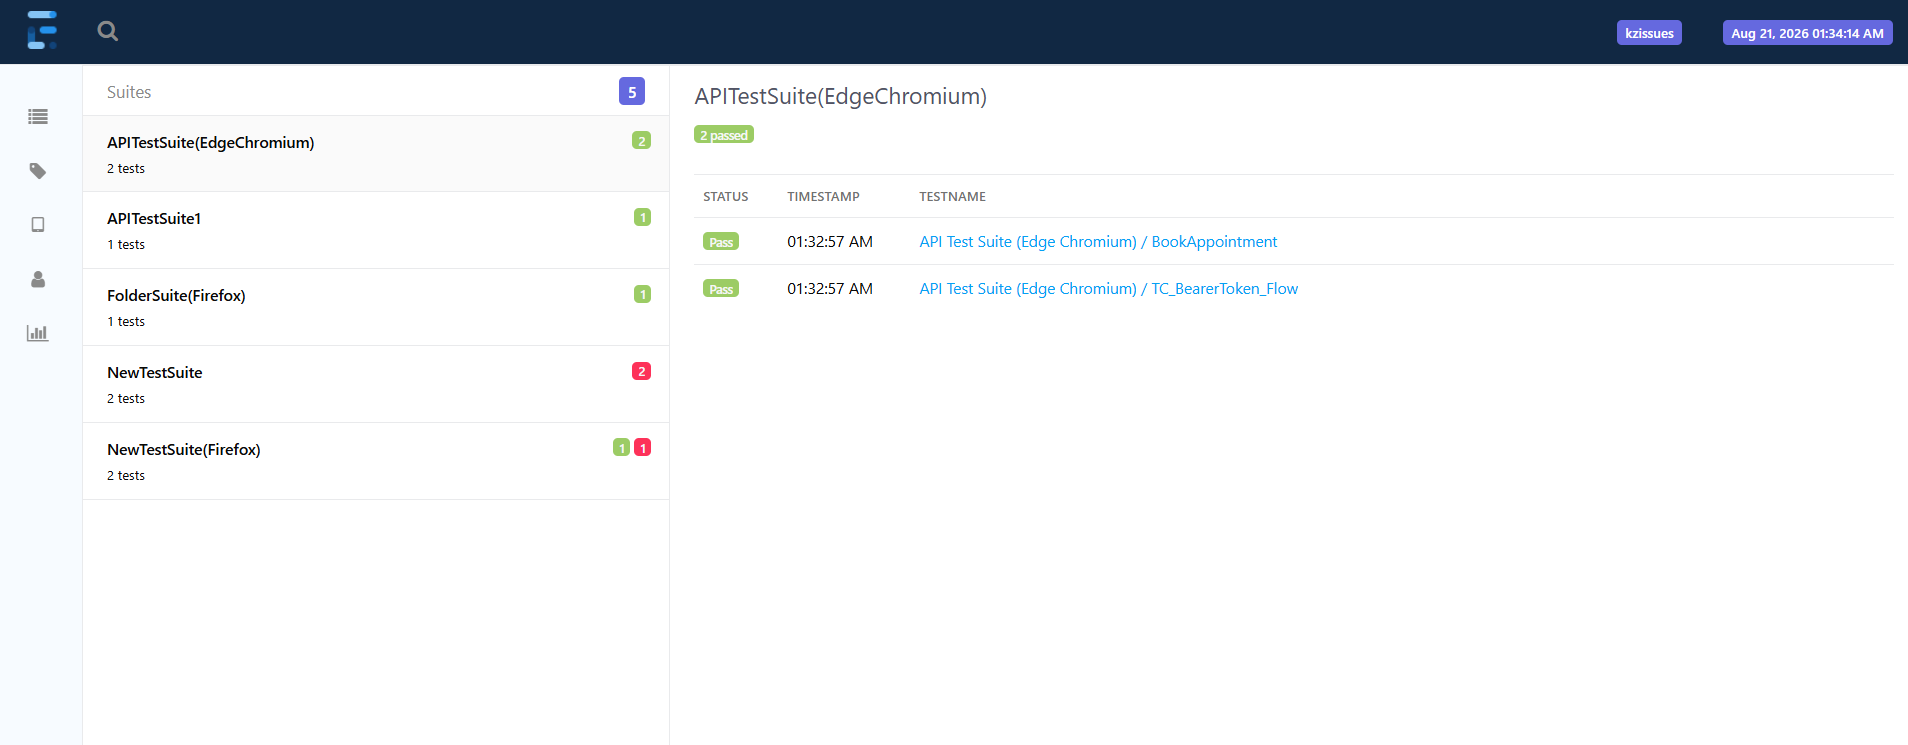 kzissues
Aug 21, 2026 01:34:14 AM
Suites 5
APITestSuite(EdgeChromium) 2
2 tests
APITestSuite1 1
1 tests
FolderSuite(Firefox) 1
1 tests
NewTestSuite 2
2 tests
NewTestSuite(Firefox) 1 1
2 tests
APITestSuite(EdgeChromium)
2 passed
STATUS TIMESTAMP TESTNAME
Pass 01:32:57 AM API Test Suite (Edge Chromium) / BookAppointment
Pass 01:32:57 AM API Test Suite (Edge Chromium) / TC_BearerToken_Flow